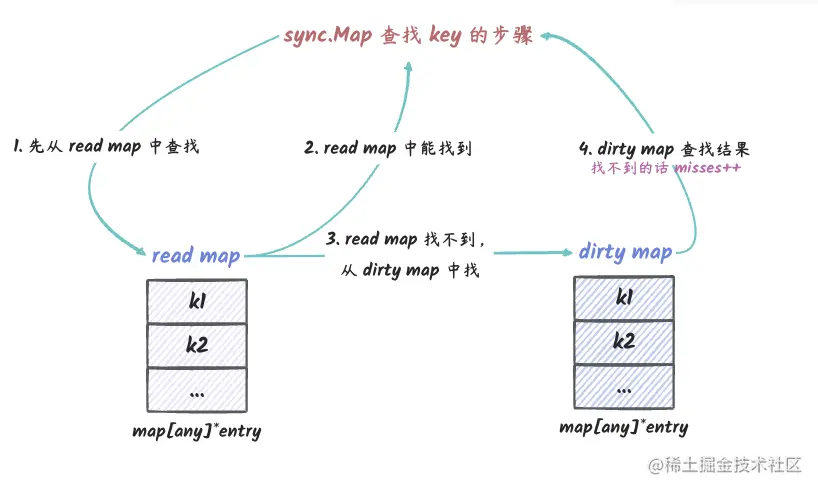 sync.Map 查找 key 的步骤
1. 先从 read map 中查找
2. read map 中能找到
4. dirty map 查找结果
找不到的话 misses++
3. read map 找不到，
从 dirty map 中找
read map
dirty map
k1
k2
...
map[any]*entry
k1
k2
...
map[any]*entry
@稀土掘金技术社区